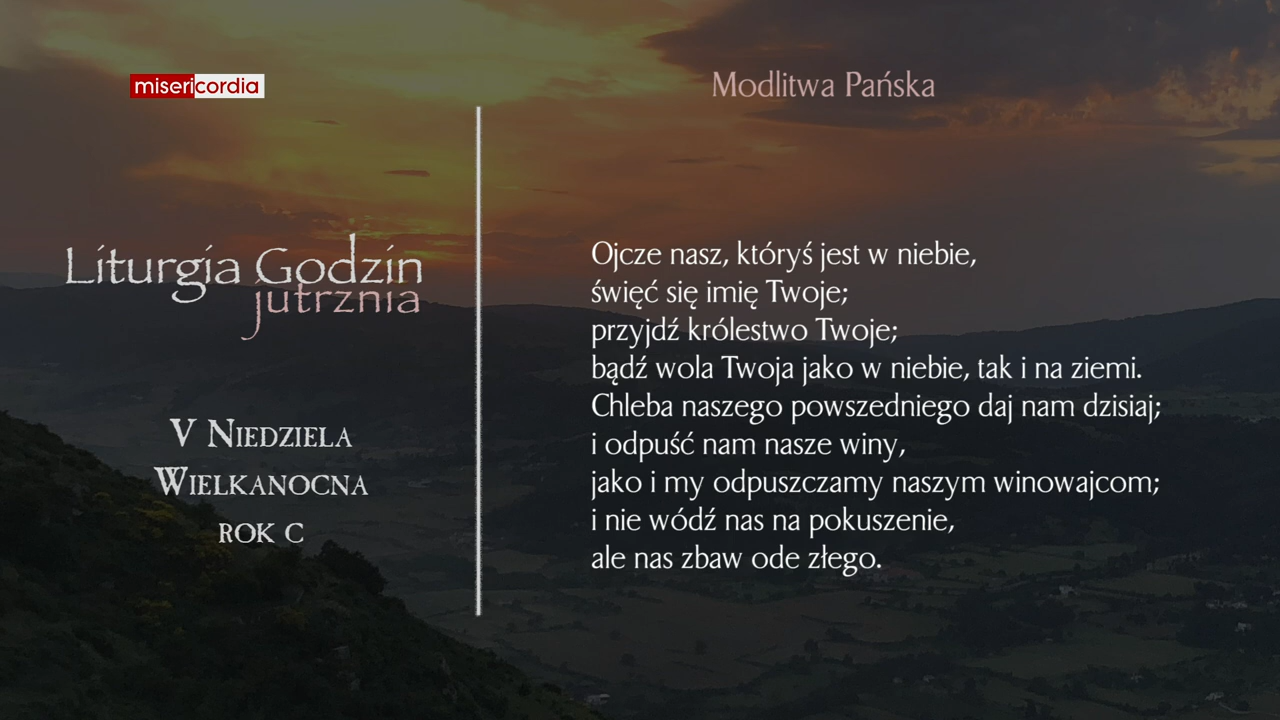 misericordia
Liturgia Godzin
jutrznia
V Niedziela
Wielkanocna
rok C
Modlitwa Pańska
Ojcze nasz, któryś jest w niebie,
święć się imię Twoje;
przyjdź królestwo Twoje;
bądź wola Twoja jako w niebie, tak i na ziemi.
Chleba naszego powszedniego daj nam dzisiaj;
i odpuść nam nasze winy,
jako i my odpuszczamy naszym winowajcom;
i nie wódź nas na pokuszenie,
ale nas zbaw ode złego.